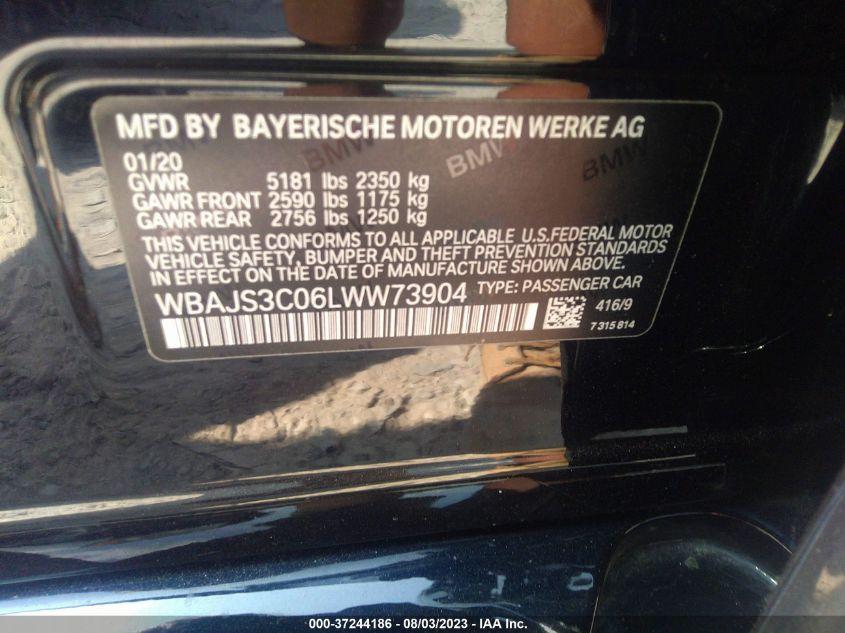 MFD BY BAYERISCHE MOTOREN WERKE AG
01/20
GVWR 5181 lbs 2350 kg
GAWR FRONT 2590 lbs 1175 kg
GAWR REAR 2756 lbs 1250 kg
THIS VEHICLE CONFORMS TO ALL APPLICABLE U.S.FEDERAL MOTOR
VEHICLE SAFETY, BUMPER AND THEFT PREVENTION STANDARDS
IN EFFECT ON THE DATE OF MANUFACTURE SHOWN ABOVE.
WBAJS3C06LWW73904 TYPE: PASSENGER CAR
416/9
7315814
BMW
BMW
000-37244186 - 08/03/2023 - IAA Inc.